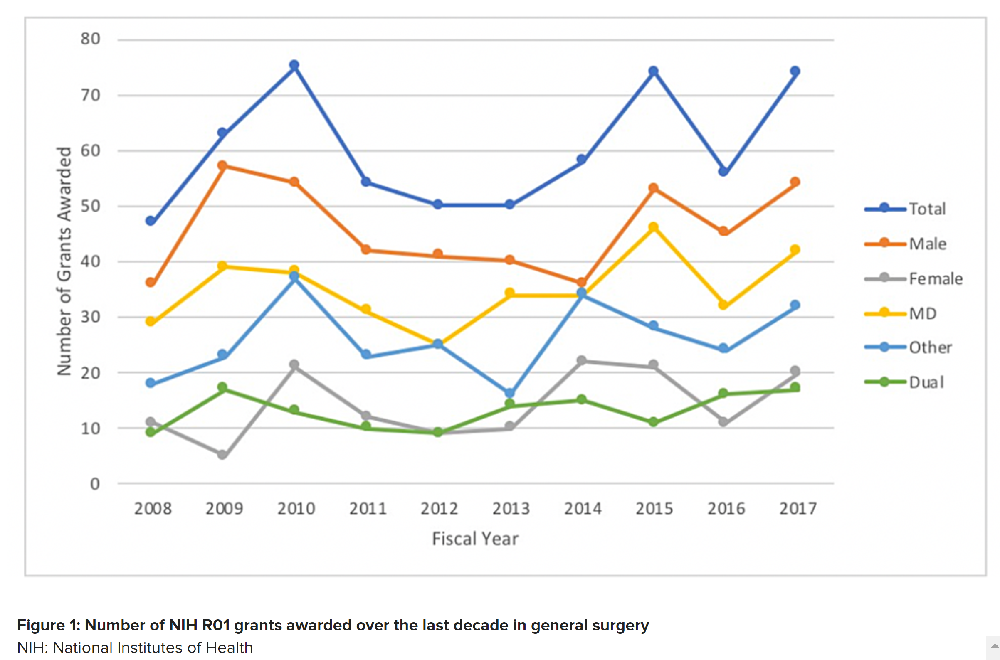 80
70
60
50
40
30
20
10
0
Number of Grants Awarded
2008 2009 2010 2011 2012 2013 2014 2015 2016 2017
Fiscal Year
Total
Male
Female
MD
Other
Dual
Figure 1: Number of NIH R01 grants awarded over the last decade in general surgery
NIH: National Institutes of Health